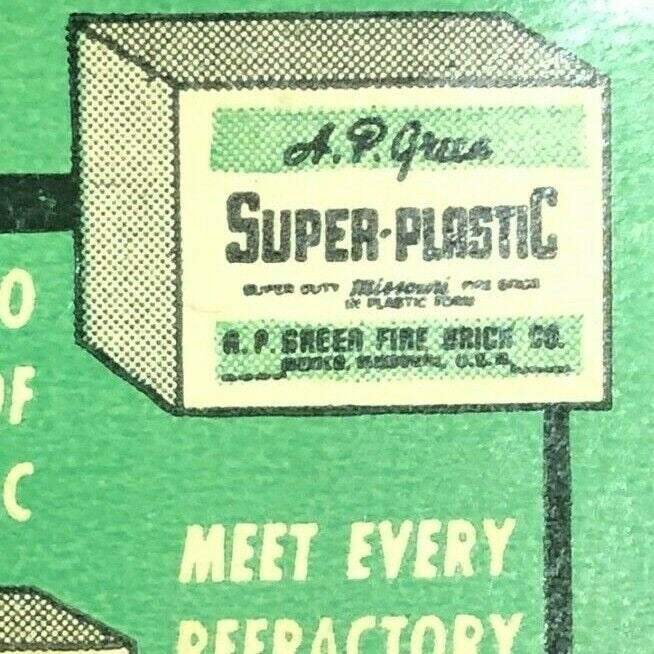 A.P. Green
SUPER-PLASTIC
SUPER DUTY Missouri FIRE BRICK
IN PLASTIC FORM
A. P. GREEN FIRE BRICK CO.
MEXICO, MISSOURI, U.S.A.
O
OF
C
MEET EVERY
REFRACTORY